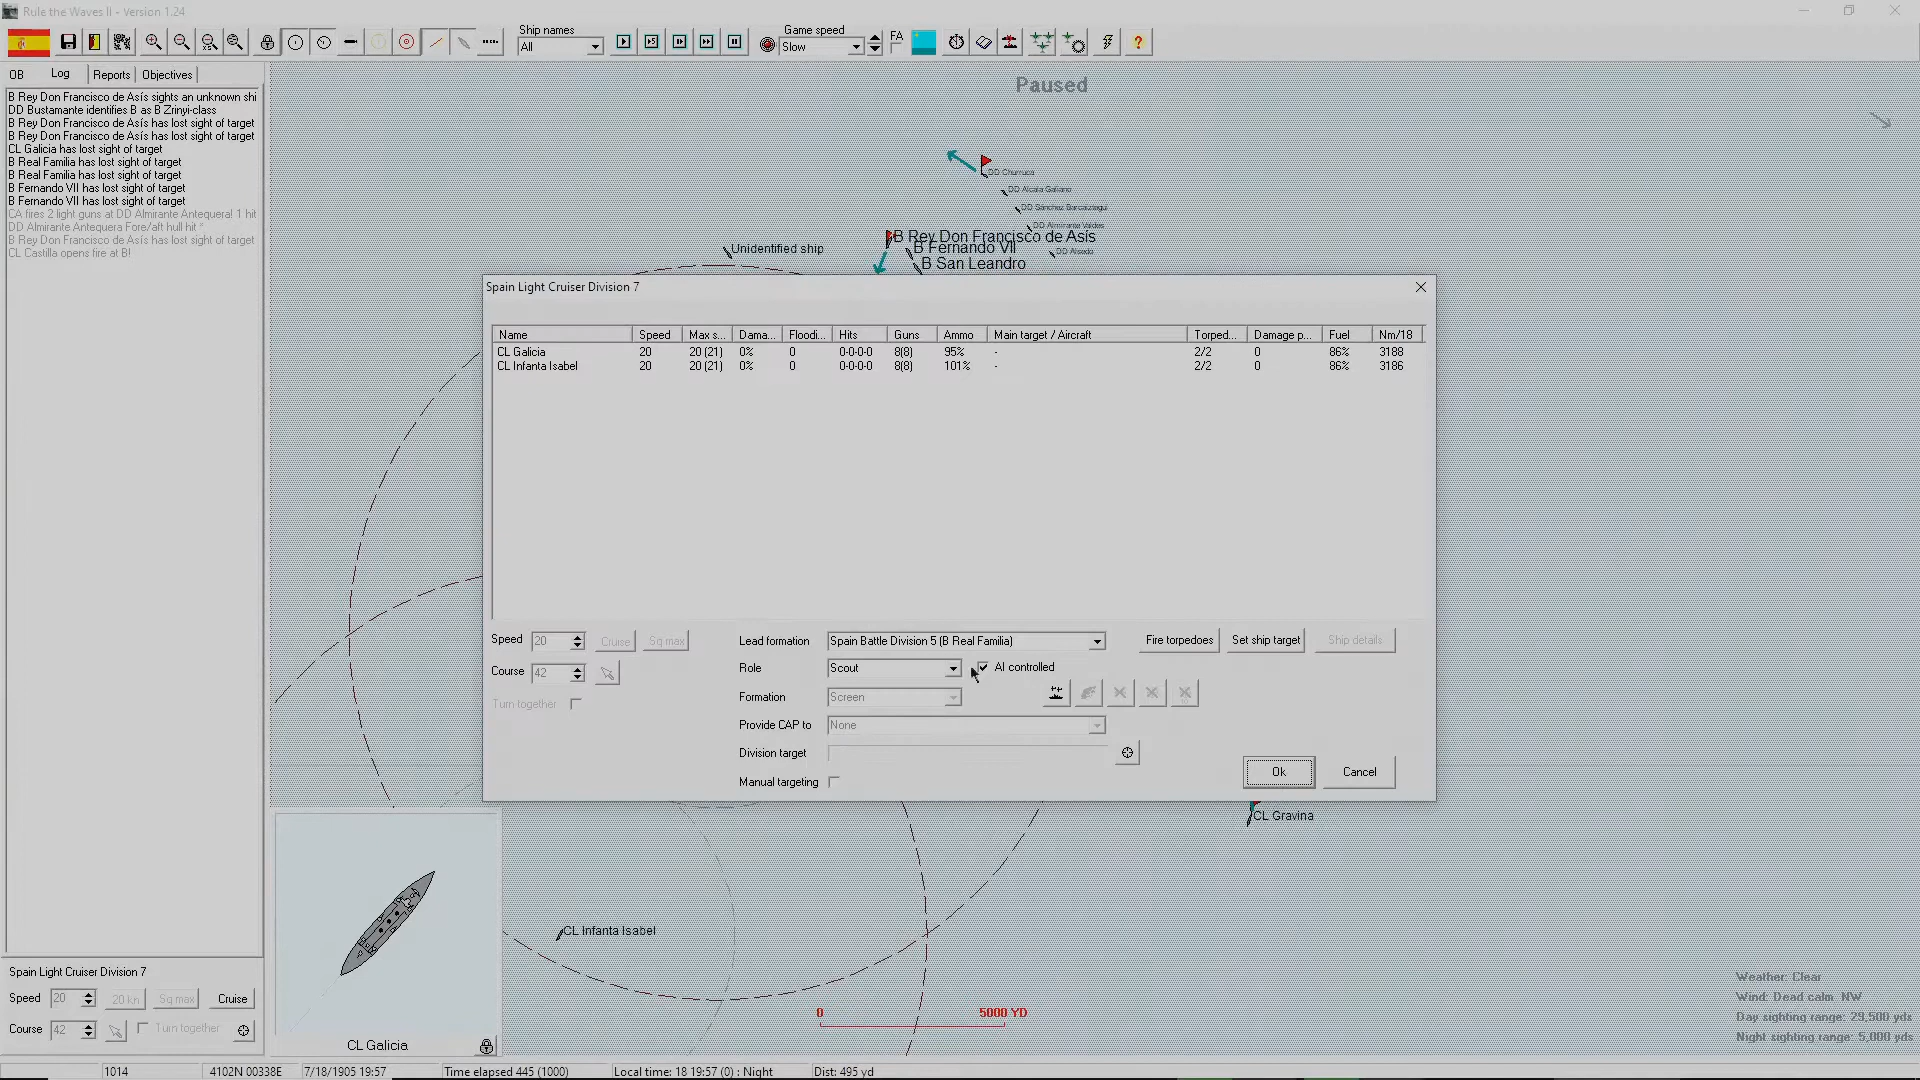 Rule the Waves II - Version 1.24
Ship names
All
Game speed
Slow
FA
OB
Log
Reports
Objectives
B Rey Don Francisco de Asís sights an unknown shi
DD Bustamante identifies B as B Zrinyi-class
B Rey Don Francisco de Asís has lost sight of target
B Rey Don Francisco de Asís has lost sight of target
CL Galicia has lost sight of target
B Real Familia has lost sight of target
B Real Familia has lost sight of target
B Fernando VII has lost sight of target
B Fernando VII has lost sight of target
CA fires 2 light guns at DD Almirante Antequera! 1 hit
DD Almirante Antequera Fore/aft hull hit *
B Rey Don Francisco de Asís has lost sight of target
CL Castilla opens fire at B!
Paused
DD Churruca
DD Alcala Galiano
DD Sánchez Barcaiztegui
DD Almirante Valdes
B Rey Don Francisco de Asís
B Fernando VII
DD Alsedo
B San Leandro
Unidentified ship
Spain Light Cruiser Division 7
Name Speed Max s... Dama... Floodi... Hits Guns Ammo Main target / Aircraft Torped... Damage p... Fuel Nm/18
CL Galicia 20 20 (21) 0% 0 0-0-0-0 8(8) 95% - 2/2 0 86% 3188
CL Infanta Isabel 20 20 (21) 0% 0 0-0-0-0 8(8) 101% - 2/2 0 86% 3186
Speed 20 Cruise Sq max
Course 42
Turn together
Lead formation Spain Battle Division 5 (B Real Familia)
Role Scout AI controlled
Formation Screen
Provide CAP to None
Division target
Manual targeting
Fire torpedoes Set ship target Ship details
Ok Cancel
CL Gravina
CL Infanta Isabel
0 5000 YD
Weather: Clear
Wind: Dead calm NW
Day sighting range: 29,500 yds
Night sighting range: 5,000 yds
Spain Light Cruiser Division 7
Speed 20 20 kn Sq max Cruise
Course 42 Turn together
CL Galicia
1014 4102N 00338E 7/18/1905 19:57 Time elapsed 445 (1000) Local time: 18 19:57 (0) : Night Dist: 495 yd